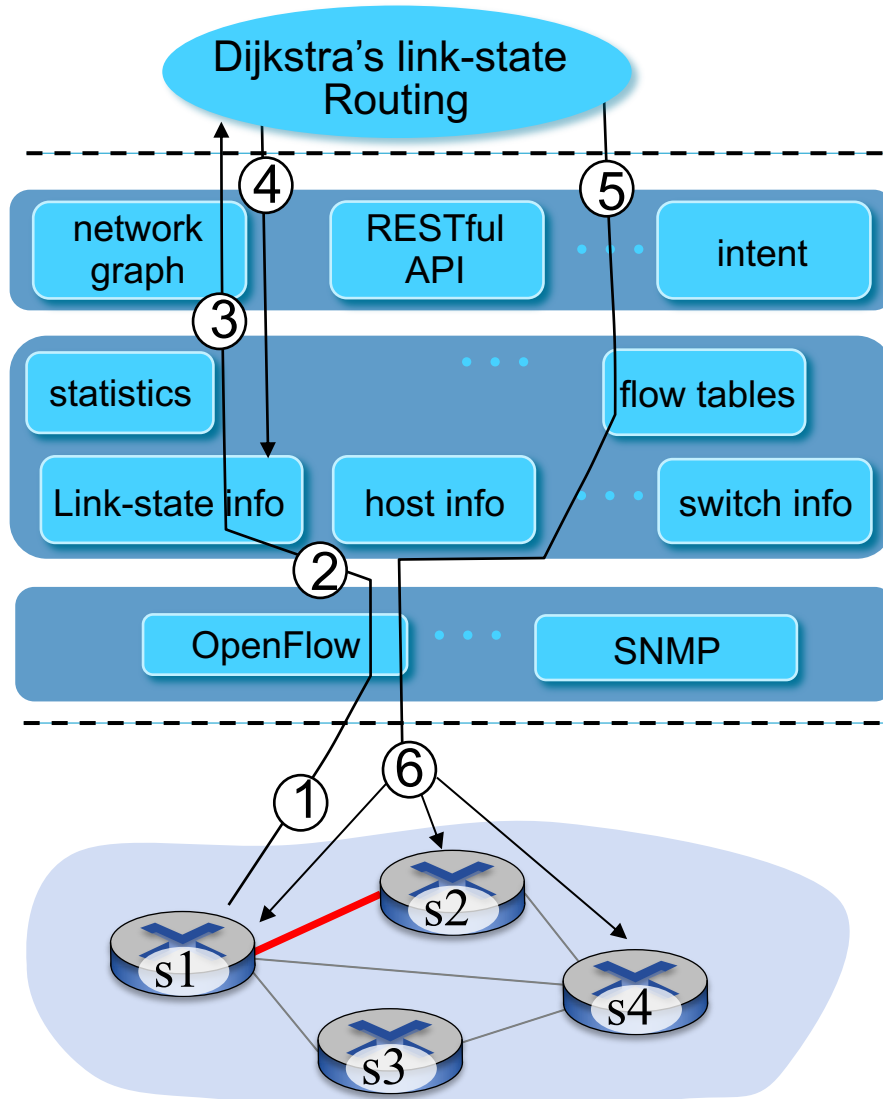 Dijkstra’s link-state
Routing
4
5
network
graph
RESTful
API
intent
3
statistics
flow tables
Link-state info
host info
switch info
2
OpenFlow
SNMP
1
6
s2
s1
s4
s3